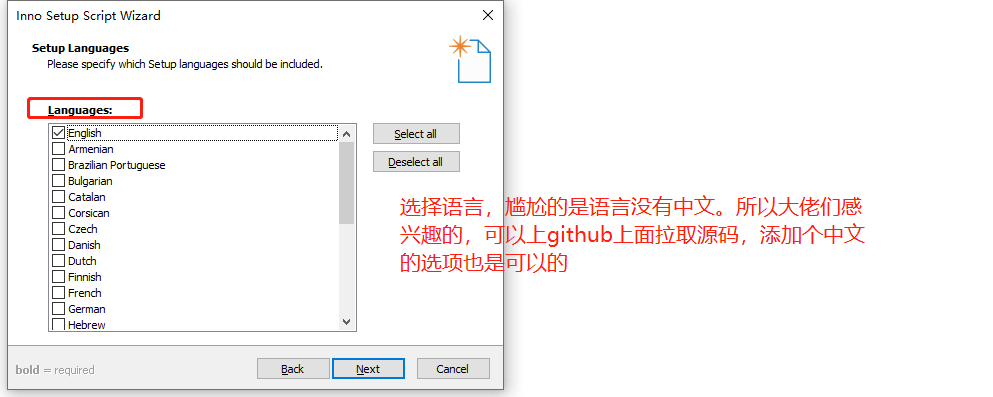 Inno Setup Script Wizard
Setup Languages
Please specify which Setup languages should be included.
Languages:
English
Armenian
Brazilian Portuguese
Bulgarian
Catalan
Corsican
Czech
Danish
Dutch
Finnish
French
German
Hebrew
Select all
Deselect all
选择语言，尴尬的是语言没有中文。所以大佬们感
兴趣的，可以上github上面拉取源码，添加个中文
的选项也是可以的
bold = required
Back
Next
Cancel